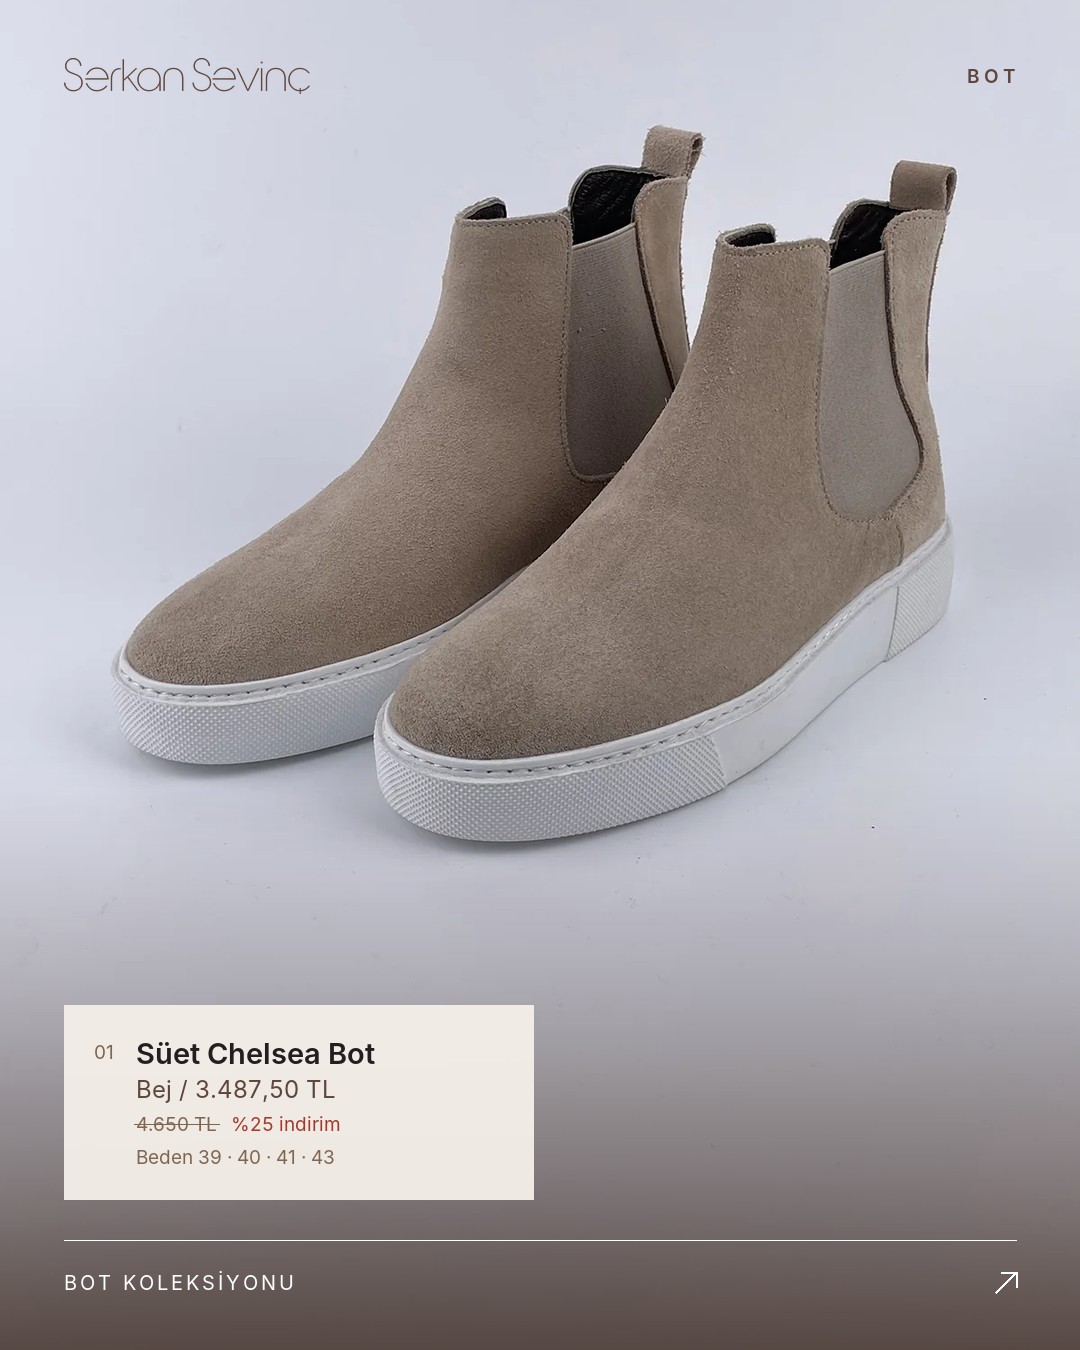 Serkan Sevinç
BOT
01
Süet Chelsea Bot
Bej / 3.487,50 TL
4.650 TL %25 indirim
Beden 39 · 40 · 41 · 43
BOT KOLEKSİYONU